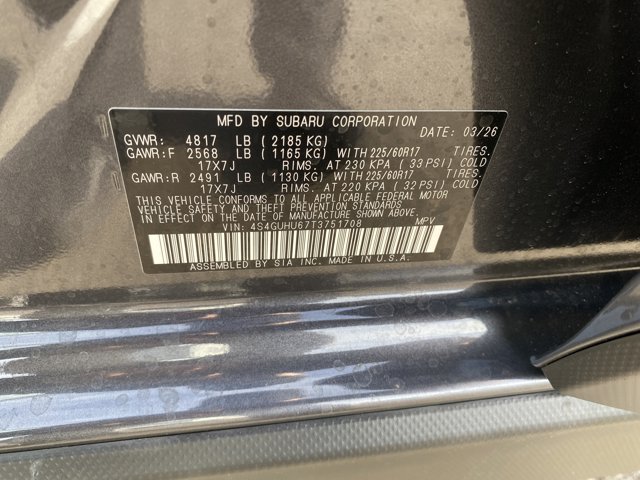 MFD BY SUBARU CORPORATION
GVWR: 4817 LB (2185 KG) DATE: 03/26
GAWR:F 2568 LB (1165 KG) WITH 225/60R17 TIRES.
17X7J RIMS. AT 230 KPA (33 PSI) COLD
GAWR:R 2491 LB (1130 KG) WITH 225/60R17 TIRES.
17X7J RIMS. AT 220 KPA (32 PSI) COLD
THIS VEHICLE CONFORMS TO ALL APPLICABLE FEDERAL MOTOR
VEHICLE SAFETY AND THEFT PREVENTION STANDARDS
IN EFFECT ON THE DATE OF MANUFACTURE SHOWN ABOVE.
VIN: 4S4GUHU67T3751708 MPV
ASSEMBLED BY SIA INC. MADE IN U.S.A.